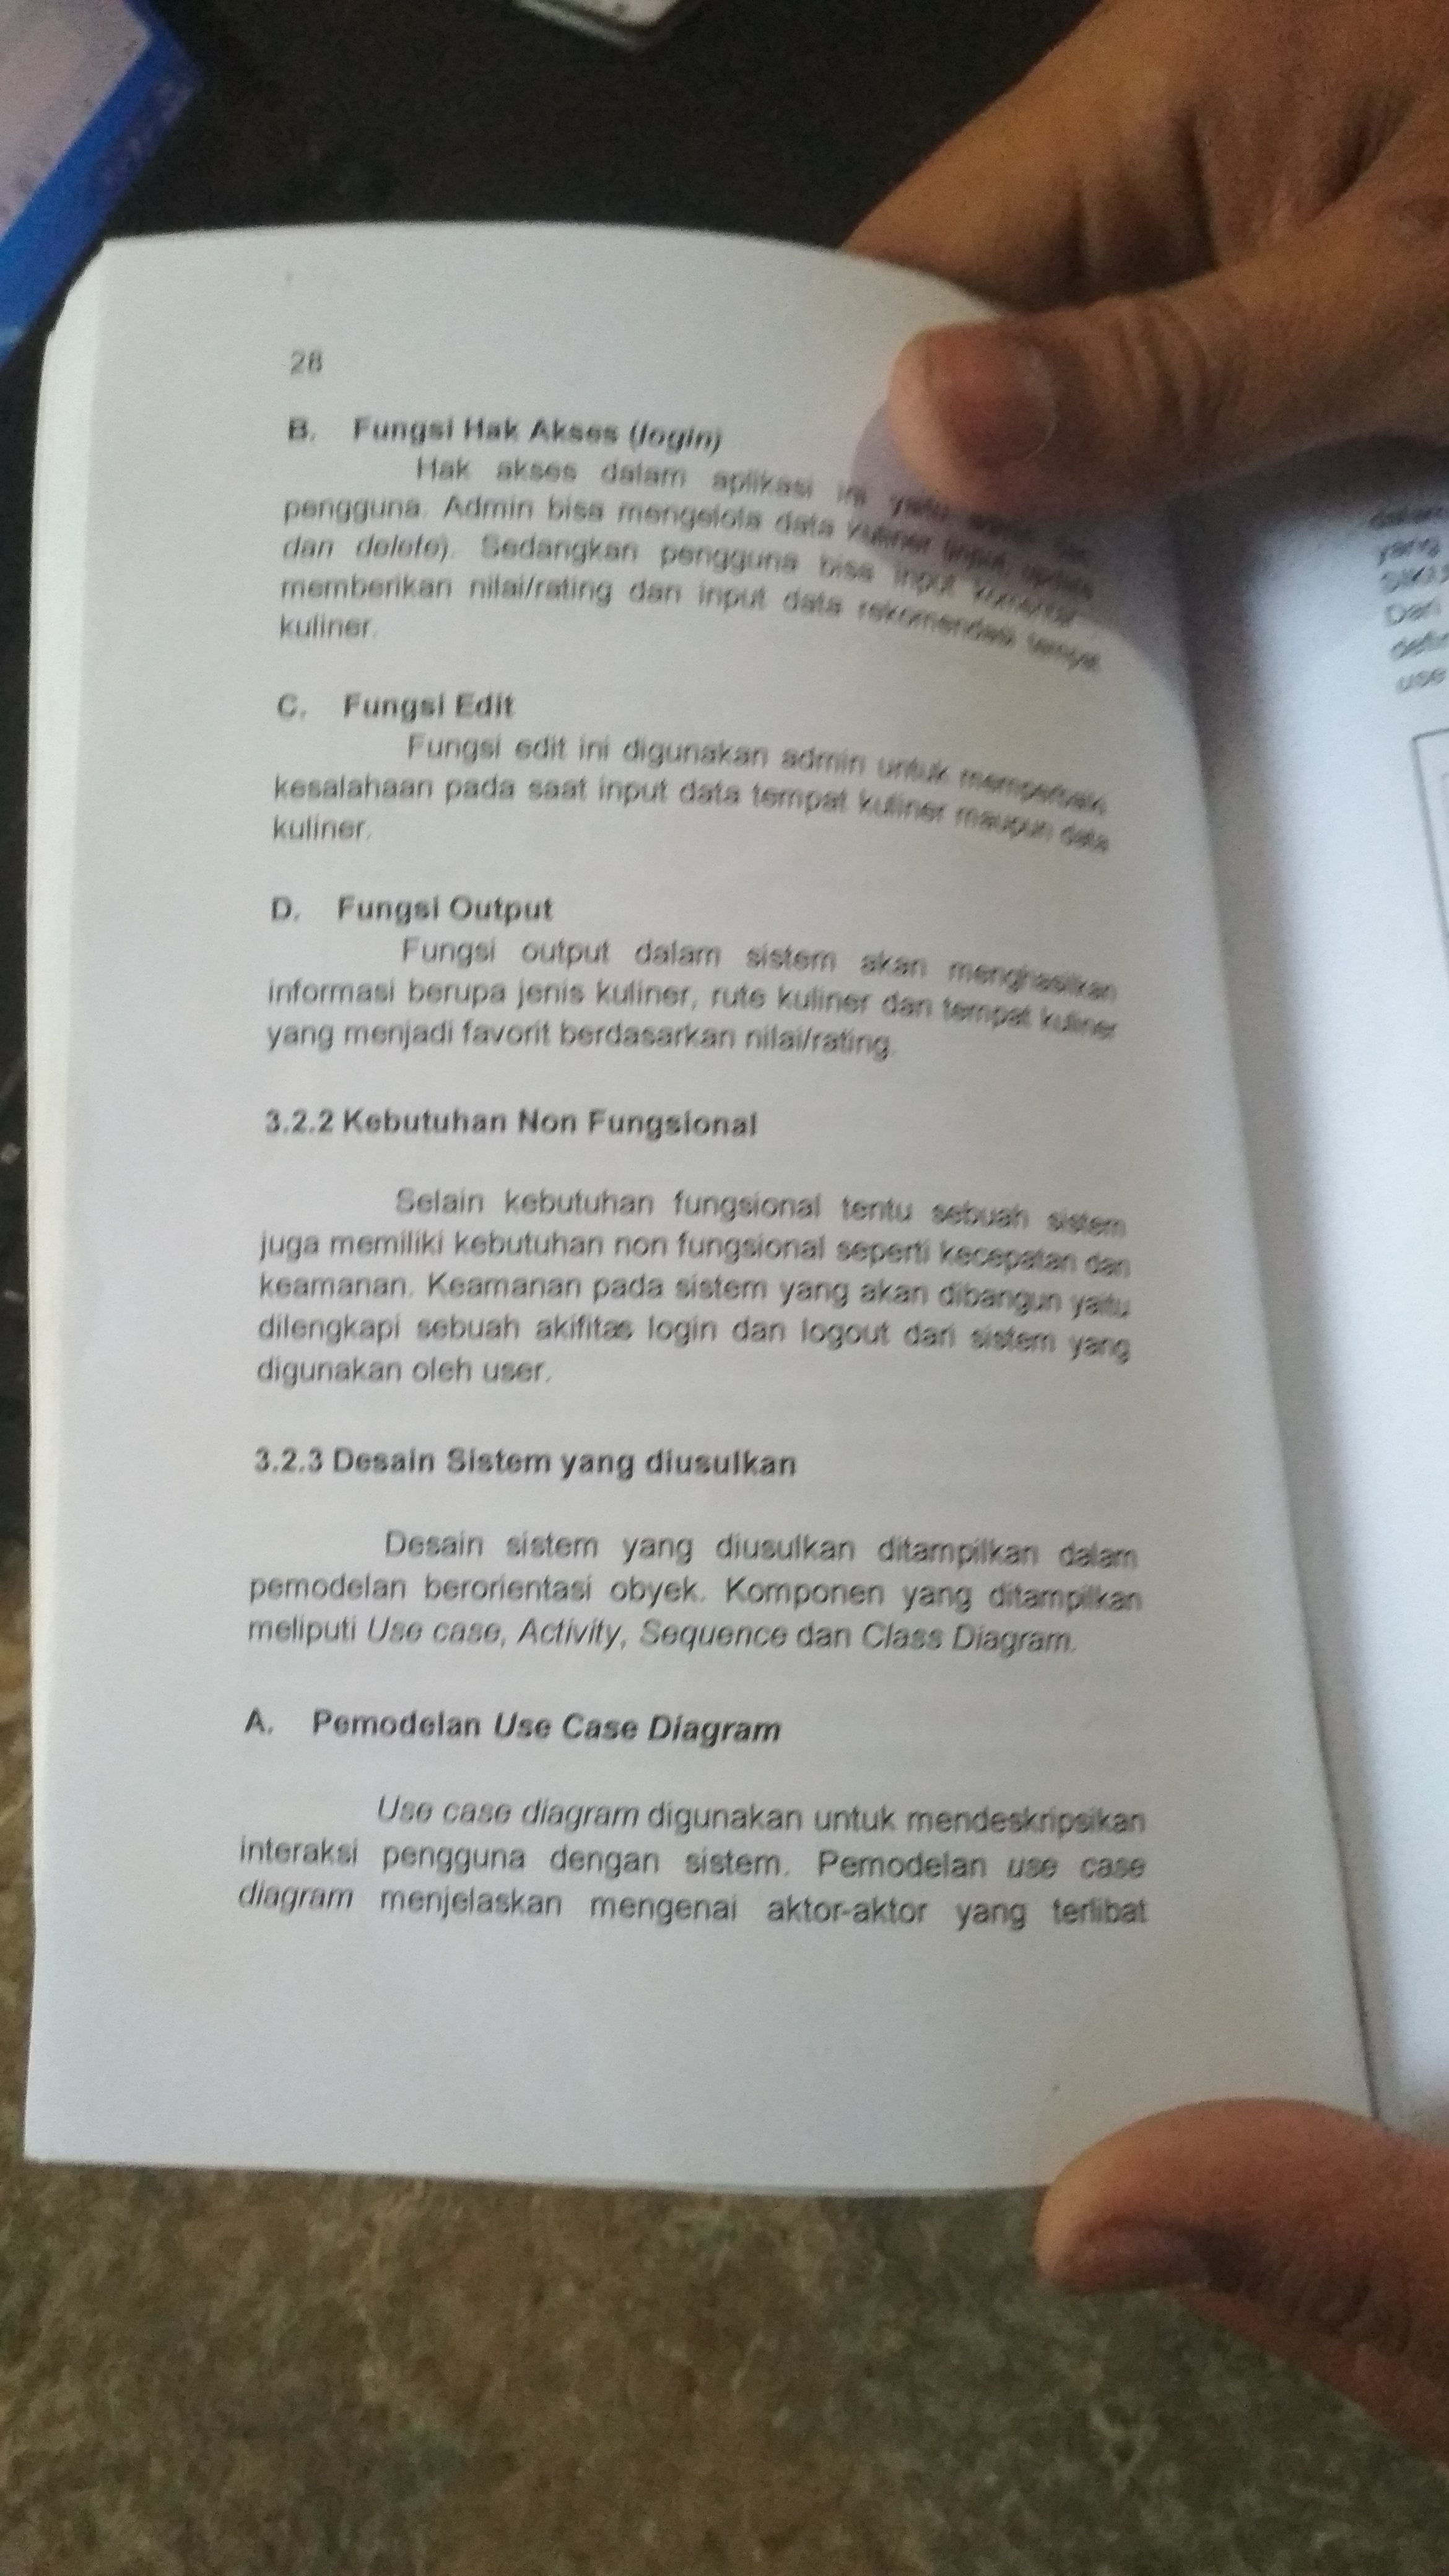 28
B. Fungsi Hak Akses (login)
Hak akses dalam aplikasi ini yaitu
pengguna. Admin bisa mengelola data kuliner (input, update
dan delete). Sedangkan pengguna bisa input komentar
memberikan nilai/rating dan input data rekomendasi tempat
kuliner.
C. Fungsi Edit
Fungsi edit ini digunakan admin untuk memperbaiki
kesalahaan pada saat input data tempat kuliner maupun data
kuliner.
D. Fungsi Output
Fungsi output dalam sistem akan menghasilkan
informasi berupa jenis kuliner, rute kuliner dan tempat kuliner
yang menjadi favorit berdasarkan nilai/rating.
3.2.2 Kebutuhan Non Fungsional
Selain kebutuhan fungsional tentu sebuah sistem
juga memiliki kebutuhan non fungsional seperti kecepatan dan
keamanan. Keamanan pada sistem yang akan dibangun yaitu
dilengkapi sebuah akifitas login dan logout dari sistem yang
digunakan oleh user.
3.2.3 Desain Sistem yang diusulkan
Desain sistem yang diusulkan ditampilkan dalam
pemodelan berorientasi obyek. Komponen yang ditampilkan
meliputi Use case, Activity, Sequence dan Class Diagram.
A. Pemodelan Use Case Diagram
Use case diagram digunakan untuk mendeskripsikan
interaksi pengguna dengan sistem. Pemodelan use case
diagram menjelaskan mengenai aktor-aktor yang terlibat
yang
Dari
use